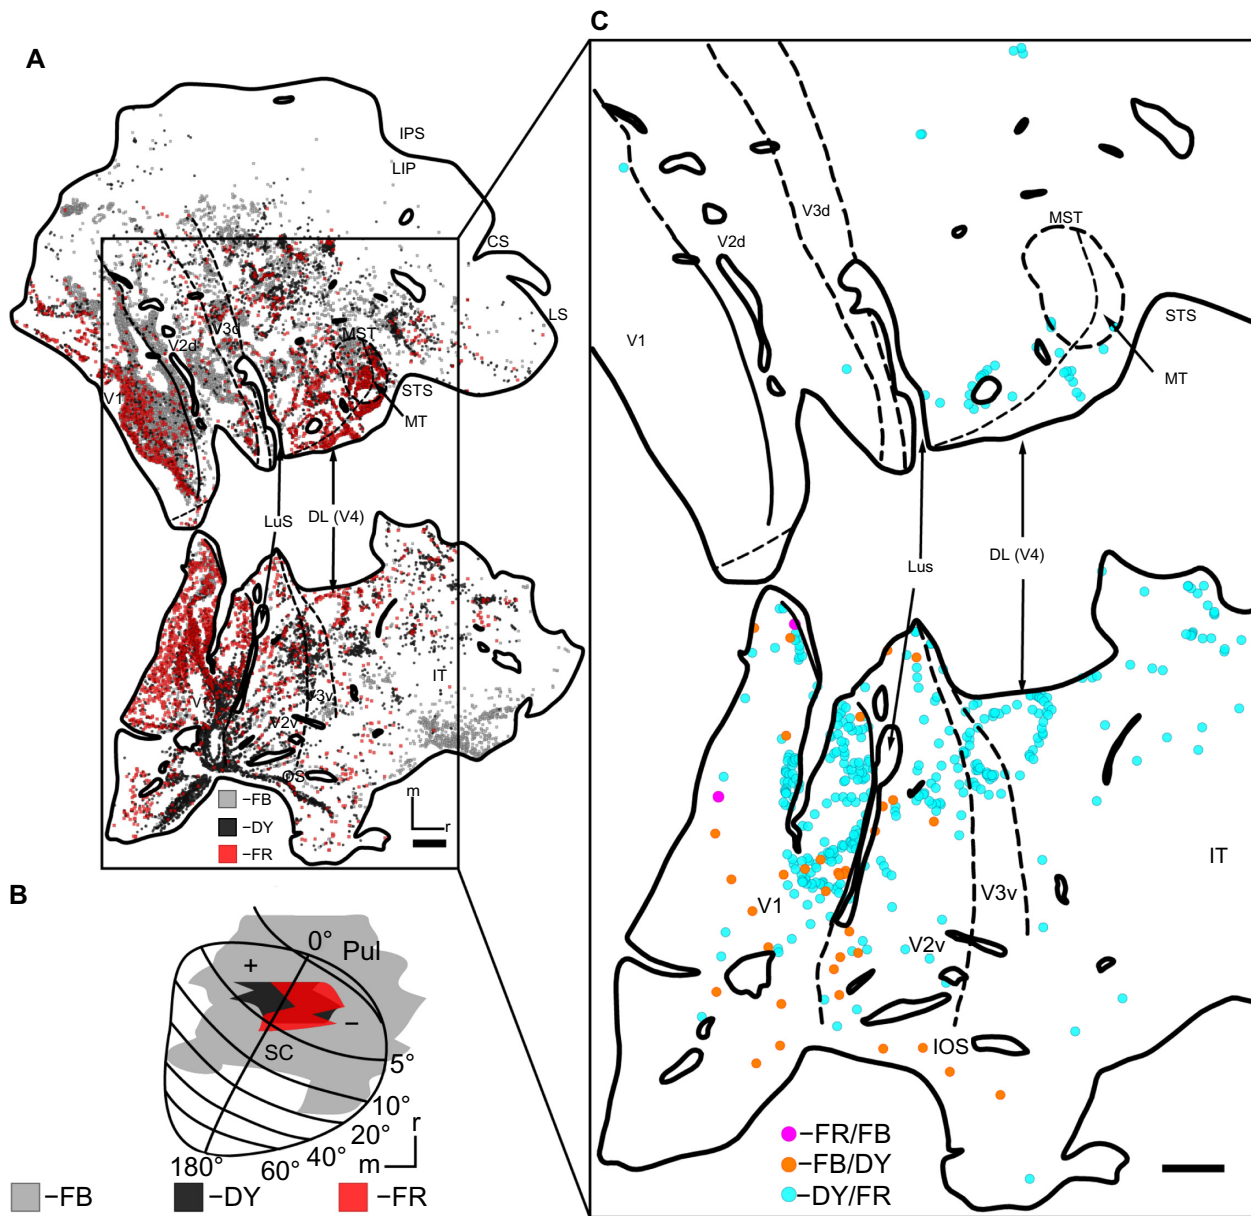 A
IPS
LIP
CS
LS
V3d
V2d
MST
V1
STS
MT
LuS
DL (V4)
IT
V1
V3v
V2v
OS
–FB
–DY
–FR
m
r
B
0°
Pul
+
–
SC
5°
10°
20°
40°
60°
180°
r
m
–FB
–DY
–FR
C
V3d
V2d
MST
V1
STS
MT
Lus
DL (V4)
IT
V1
V3v
V2v
IOS
–FR/FB
–FB/DY
–DY/FR